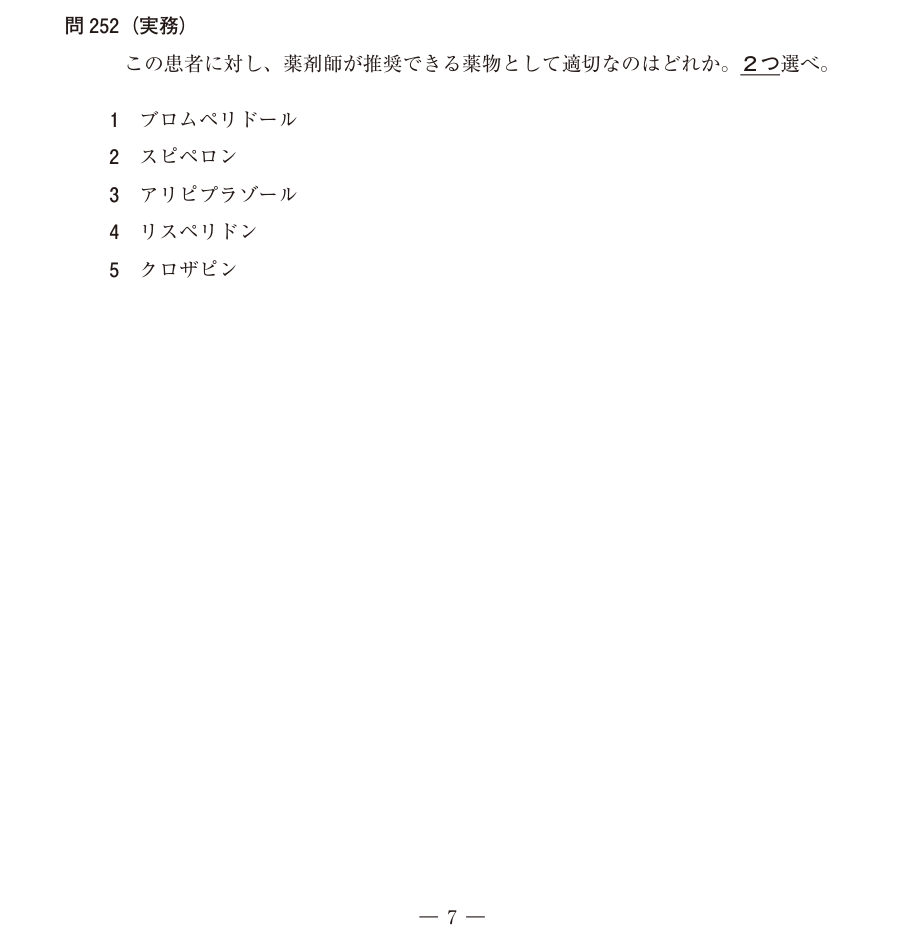 問 252（実務）
この患者に対し、薬剤師が推奨できる薬物として適切なのはどれか。２つ選べ。
1 ブロムペリドール
2 スピペロン
3 アリピプラゾール
4 リスペリドン
5 クロザピン
― 7 ―